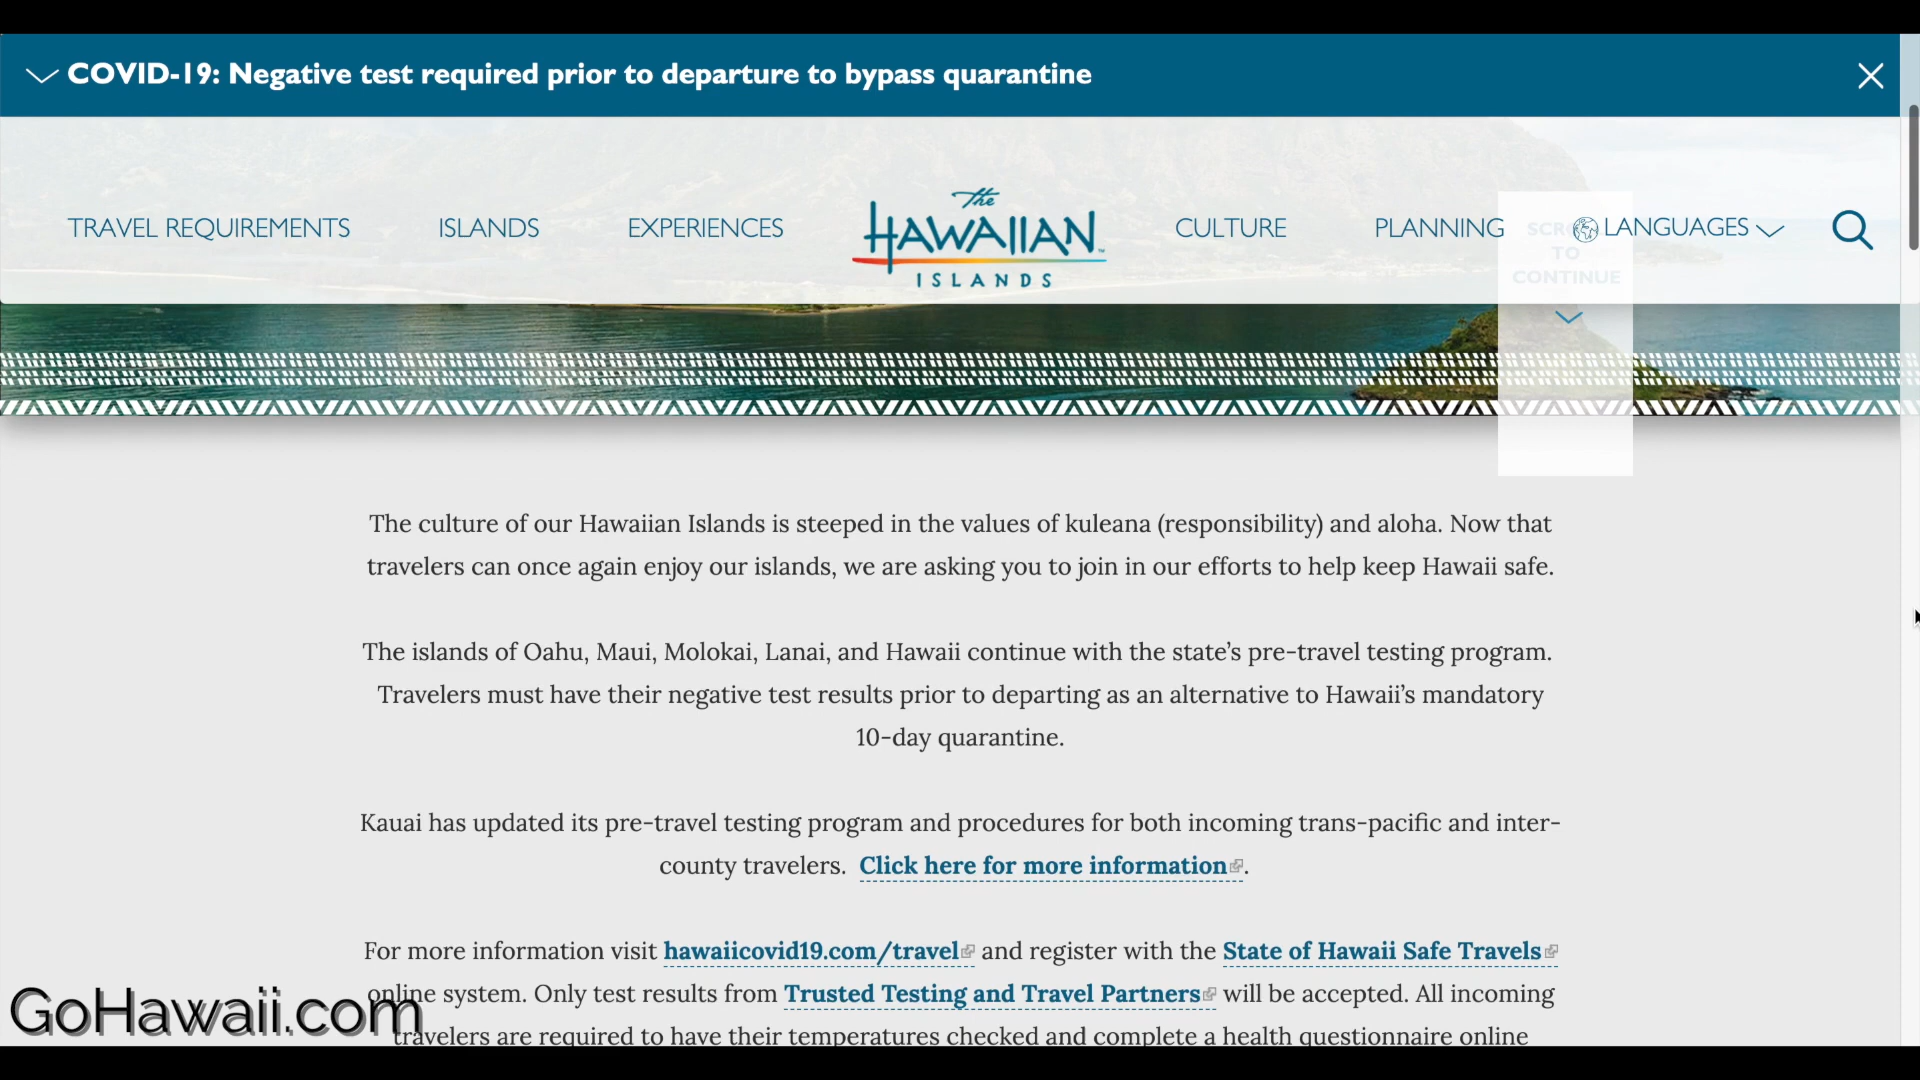 COVID-19: Negative test required prior to departure to bypass quarantine
TRAVEL REQUIREMENTS
ISLANDS
EXPERIENCES
The
HAWAIIAN
ISLANDS
CULTURE
PLANNING
LANGUAGES
TO
CONTINUE
The culture of our Hawaiian Islands is steeped in the values of kuleana (responsibility) and aloha. Now that
travelers can once again enjoy our islands, we are asking you to join in our efforts to help keep Hawaii safe.
The islands of Oahu, Maui, Molokai, Lanai, and Hawaii continue with the state’s pre-travel testing program.
Travelers must have their negative test results prior to departing as an alternative to Hawaii’s mandatory
10-day quarantine.
Kauai has updated its pre-travel testing program and procedures for both incoming trans-pacific and inter-
county travelers. Click here for more information.
For more information visit hawaiicovid19.com/travel and register with the State of Hawaii Safe Travels
online system. Only test results from Trusted Testing and Travel Partners will be accepted. All incoming
travelers are required to have their temperatures checked and complete a health questionnaire online
GoHawaii.com